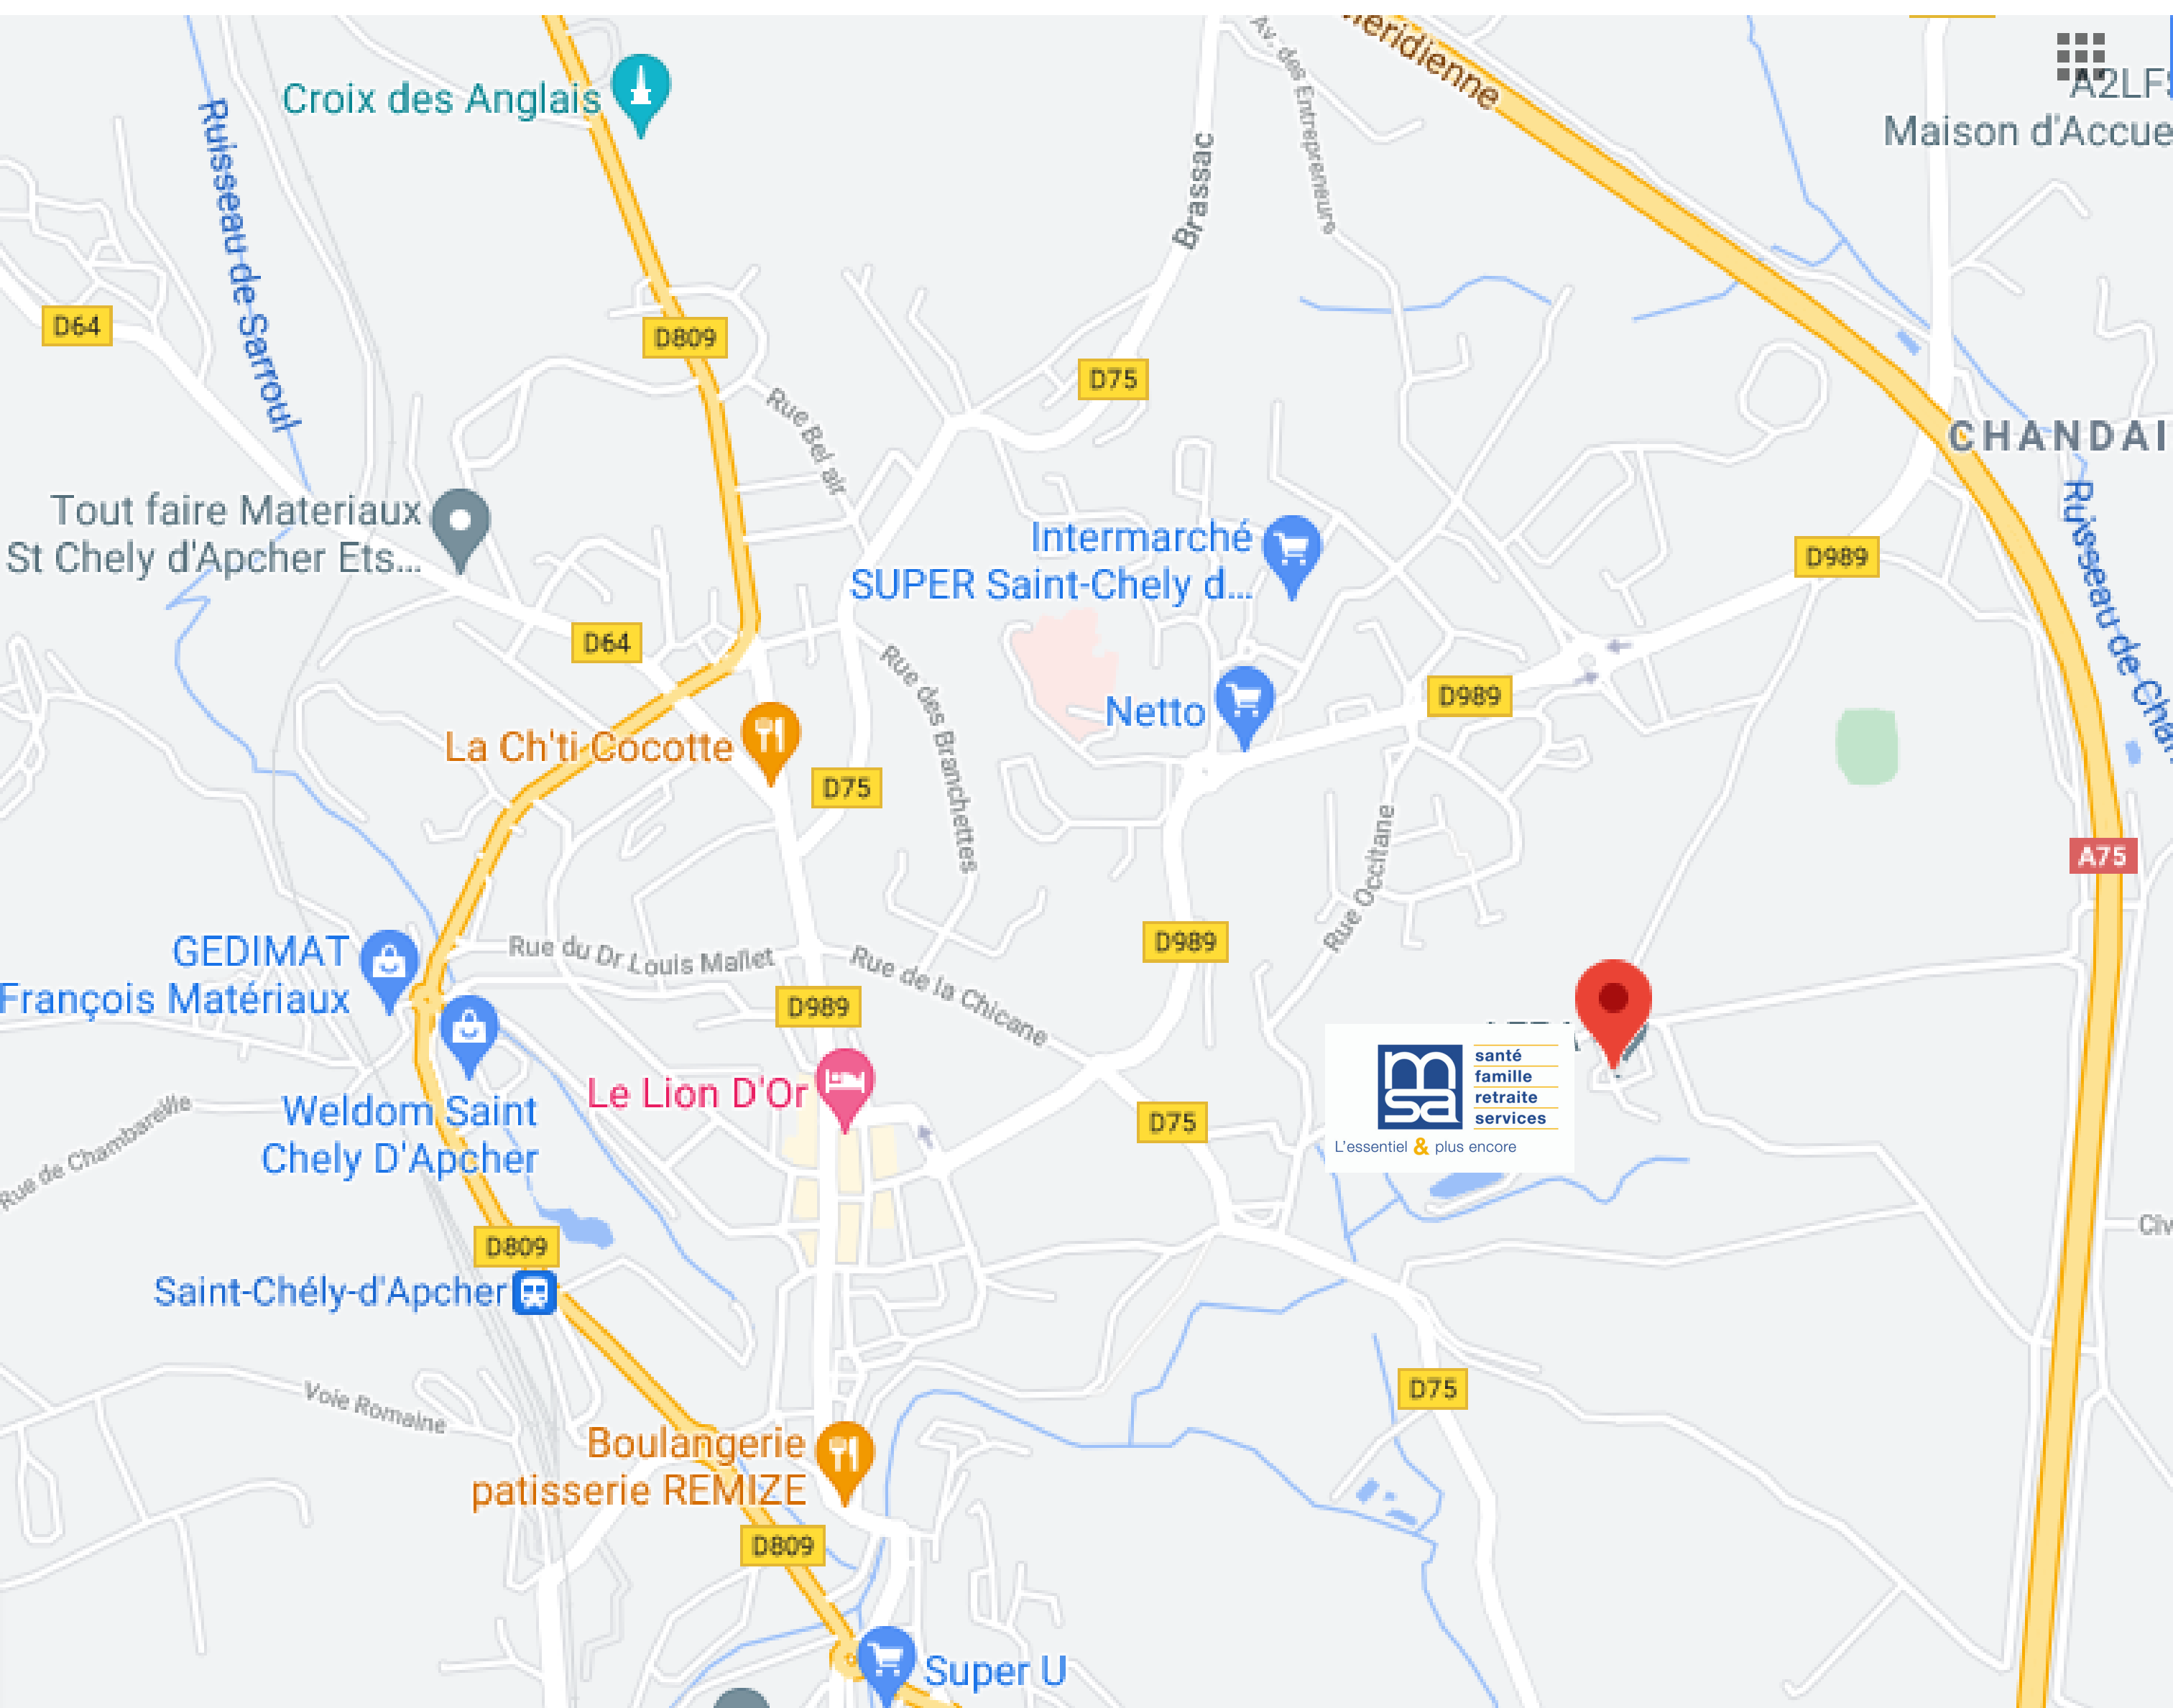 méridienne
Av. des Entrepreneurs
A2LF
Maison d'Accue
Croix des Anglais
Ruisseau de Sarroul
Brassac
D64
D809
D75
Rue Bel air
CHANDAI
Tout faire Materiaux
St Chely d'Apcher Ets...
Intermarché
SUPER Saint-Chely d...
D989
Ruisseau de Cha
D64
Rue des Branchettes
Netto
D989
La Ch'ti Cocotte
D75
A75
Rue Occitane
GEDIMAT
François Matériaux
Rue du Dr Louis Mallet
Rue de la Chicane
D989
D989
Weldom Saint
Chely D'Apcher
Rue de Chambareille
Le Lion D'Or
D75
msa
santé
famille
retraite
services
L'essentiel & plus encore
D809
Saint-Chély-d'Apcher
Voie Romaine
D75
Boulangerie
patisserie REMIZE
D809
Super U